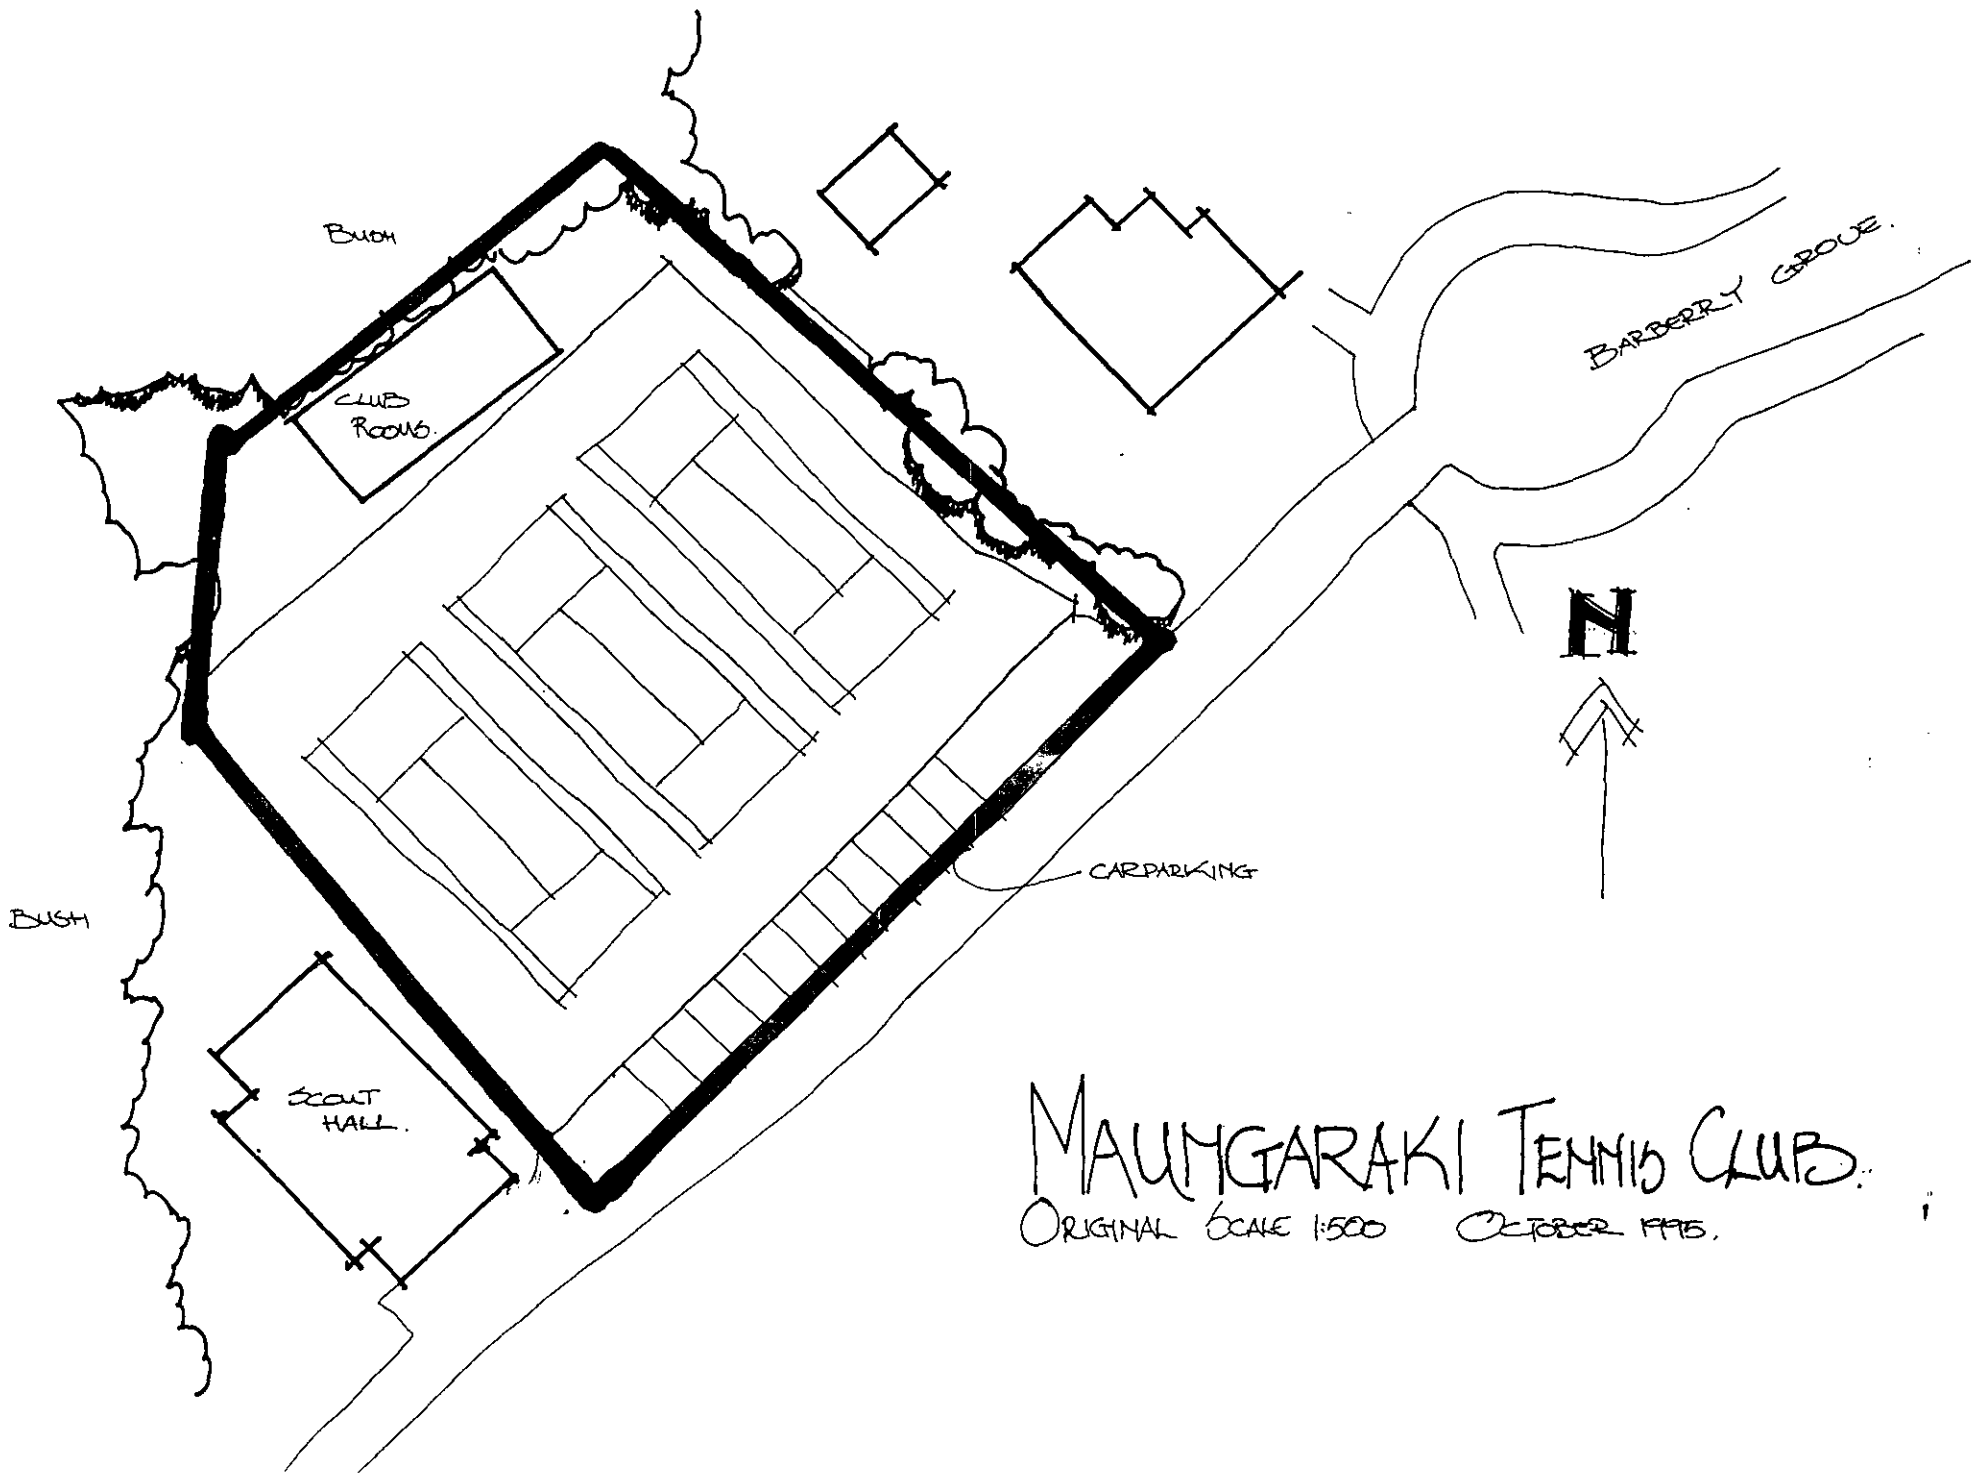 BUSH
BARBERRY GROVE.
CLUB
ROOMS.
N
CARPARKING
BUSH
SCOUT
HALL.
MAUNGARAKI TENNIS CLUB.
ORIGINAL SCALE 1:500 OCTOBER 1995.